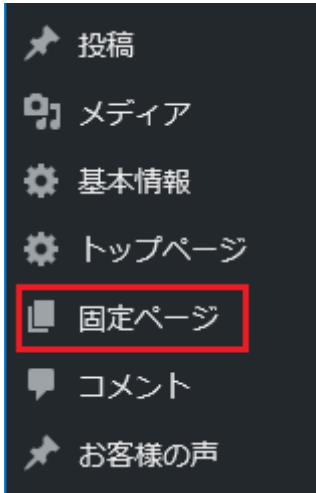 投稿
メディア
基本情報
トップページ
固定ページ
コメント
お客様の声